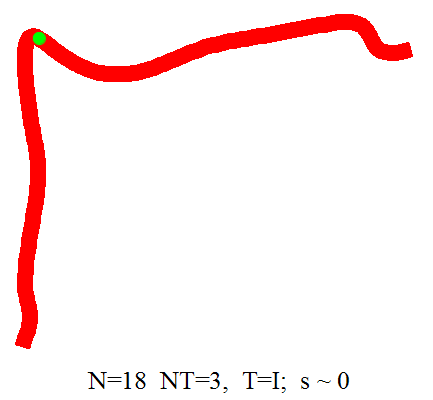 N=18 NT=3, T=I; s ~ 0